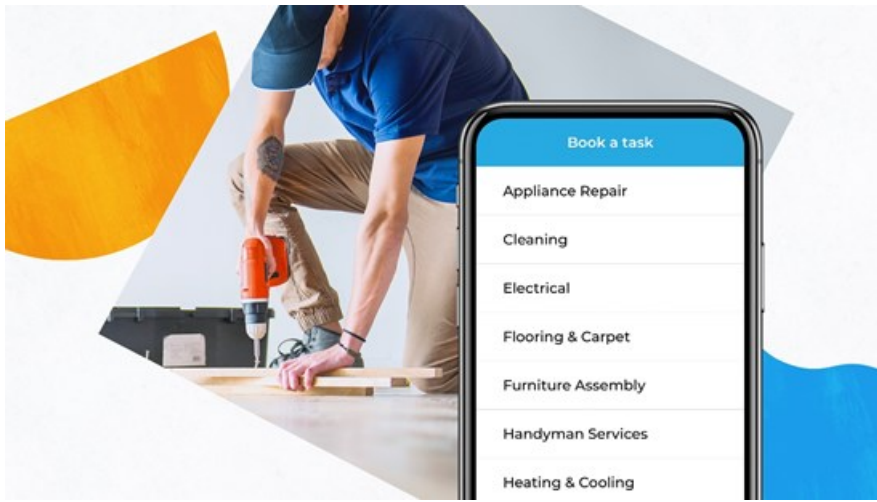 Book a task
Appliance Repair
Cleaning
Electrical
Flooring & Carpet
Furniture Assembly
Handyman Services
Heating & Cooling